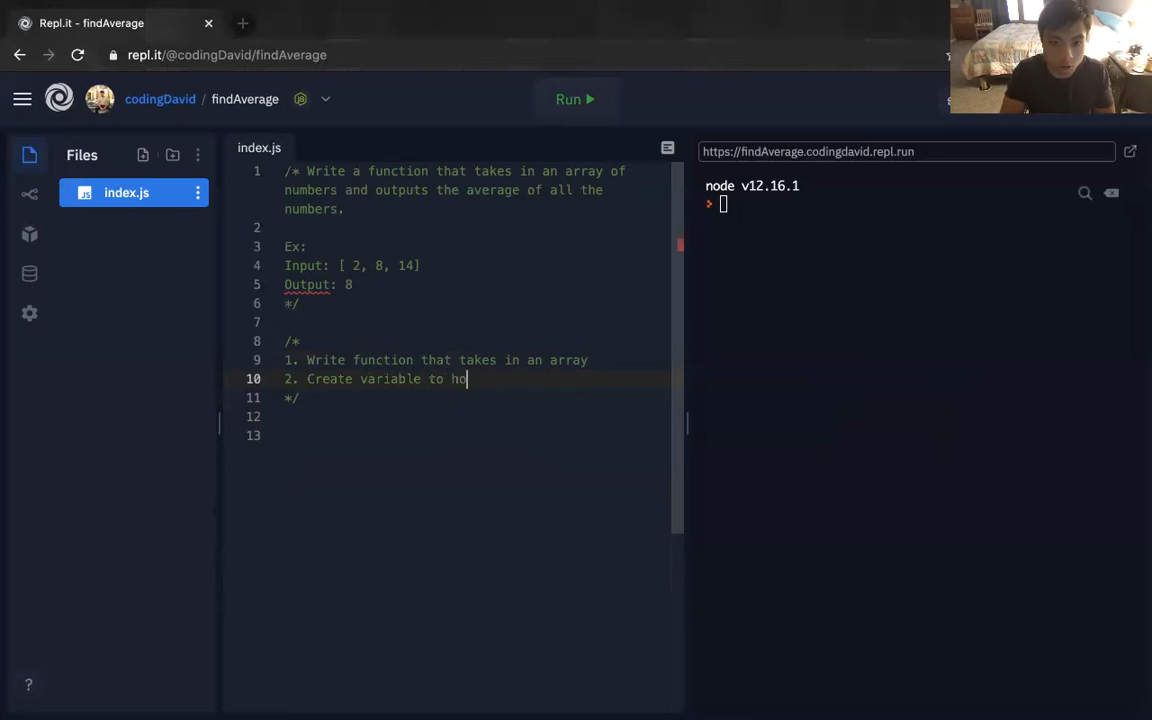 Repl.it - findAverage
repl.it/@codingDavid/findAverage
codingDavid / findAverage
Run
Files
index.js
index.js
1 /* Write a function that takes in an array of
numbers and outputs the average of all the
numbers.
2
3 Ex:
4 Input: [ 2, 8, 14]
5 Output: 8
6 */
7
8 /*
9 1. Write function that takes in an array
10 2. Create variable to ho
11 */
12
13
https://findAverage.codingdavid.repl.run
node v12.16.1
>
?